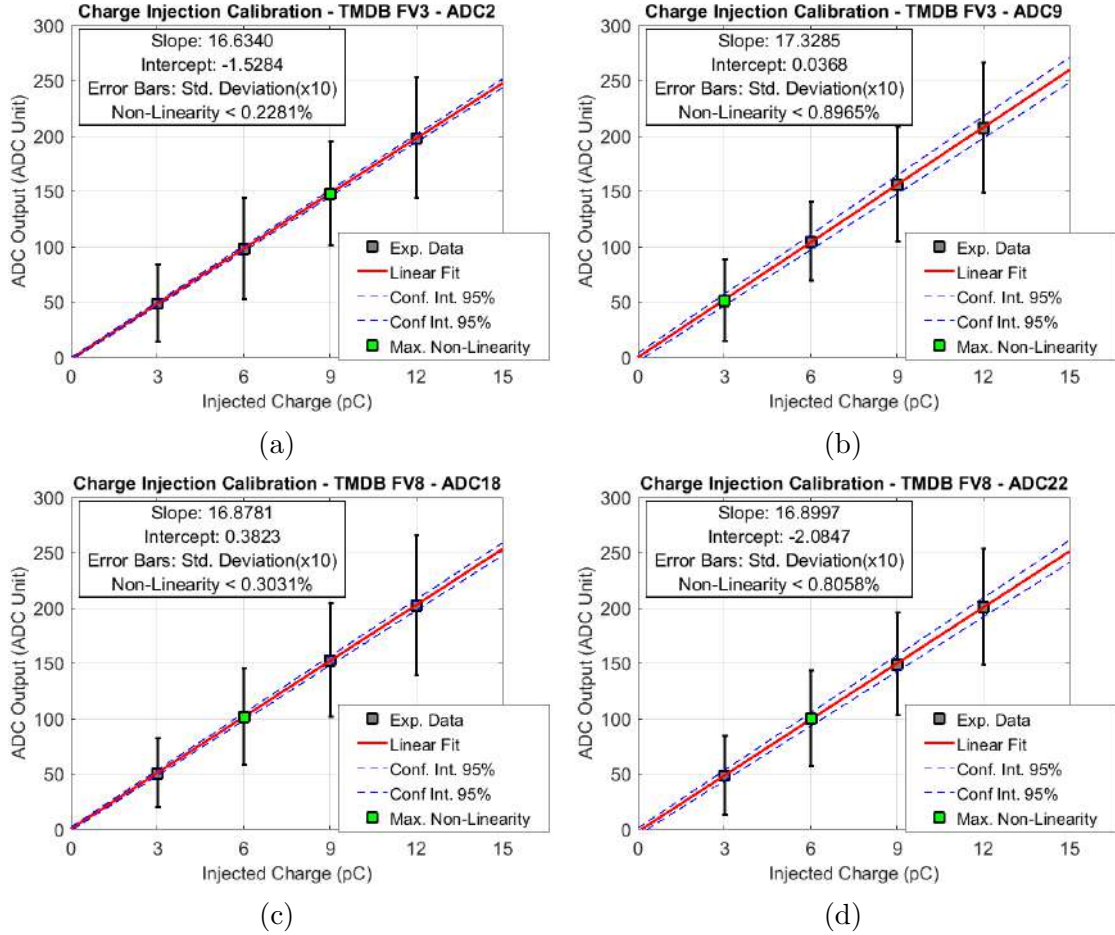 Charge Injection Calibration - TMDB FV3 - ADC2
Slope: 16.6340
Intercept: -1.5284
Error Bars: Std. Deviation(x10)
Non-Linearity < 0.2281%
300
250
200
150
100
50
0
ADC Output (ADC Unit)
Exp. Data
Linear Fit
Conf. Int. 95%
Conf Int. 95%
Max. Non-Linearity
0 3 6 9 12 15
Injected Charge (pC)
(a)
Charge Injection Calibration - TMDB FV3 - ADC9
Slope: 17.3285
Intercept: 0.0368
Error Bars: Std. Deviation(x10)
Non-Linearity < 0.8965%
300
250
200
150
100
50
0
ADC Output (ADC Unit)
Exp. Data
Linear Fit
Conf. Int. 95%
Conf Int. 95%
Max. Non-Linearity
0 3 6 9 12 15
Injected Charge (pC)
(b)
Charge Injection Calibration - TMDB FV8 - ADC18
Slope: 16.8781
Intercept: 0.3823
Error Bars: Std. Deviation(x10)
Non-Linearity < 0.3031%
300
250
200
150
100
50
0
ADC Output (ADC Unit)
Exp. Data
Linear Fit
Conf. Int. 95%
Conf Int. 95%
Max. Non-Linearity
0 3 6 9 12 15
Injected Charge (pC)
(c)
Charge Injection Calibration - TMDB FV8 - ADC22
Slope: 16.8997
Intercept: -2.0847
Error Bars: Std. Deviation(x10)
Non-Linearity < 0.8058%
300
250
200
150
100
50
0
ADC Output (ADC Unit)
Exp. Data
Linear Fit
Conf. Int. 95%
Conf Int. 95%
Max. Non-Linearity
0 3 6 9 12 15
Injected Charge (pC)
(d)